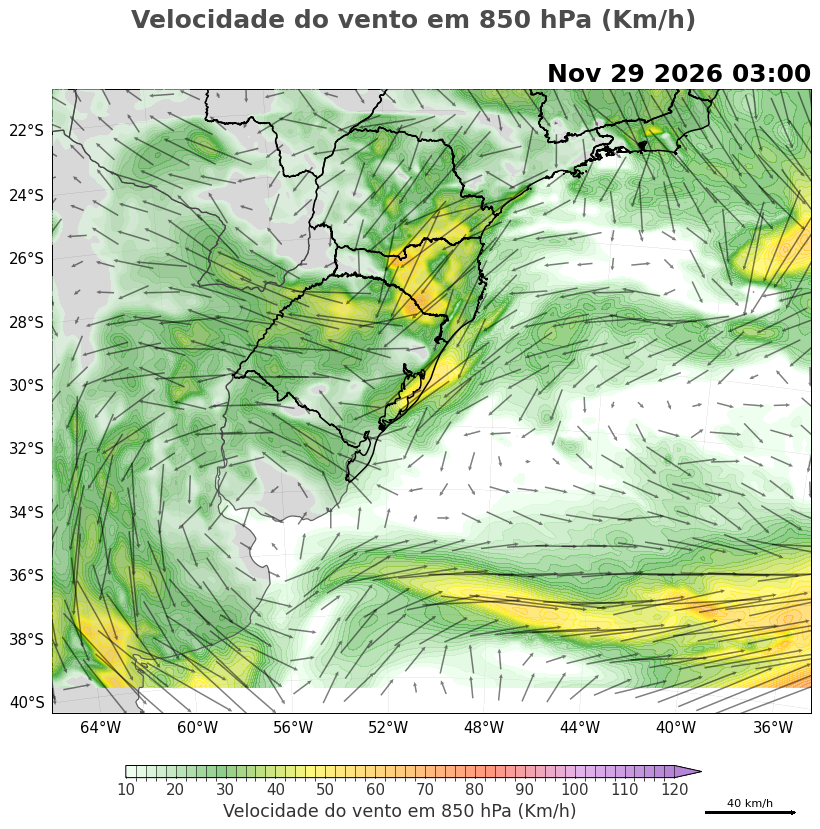 Velocidade do vento em 850 hPa (Km/h)
Nov 29 2026 03:00
22°S
24°S
26°S
28°S
30°S
32°S
34°S
36°S
38°S
40°S
64°W 60°W 56°W 52°W 48°W 44°W 40°W 36°W
10 20 30 40 50 60 70 80 90 100 110 120
Velocidade do vento em 850 hPa (Km/h)
40 km/h